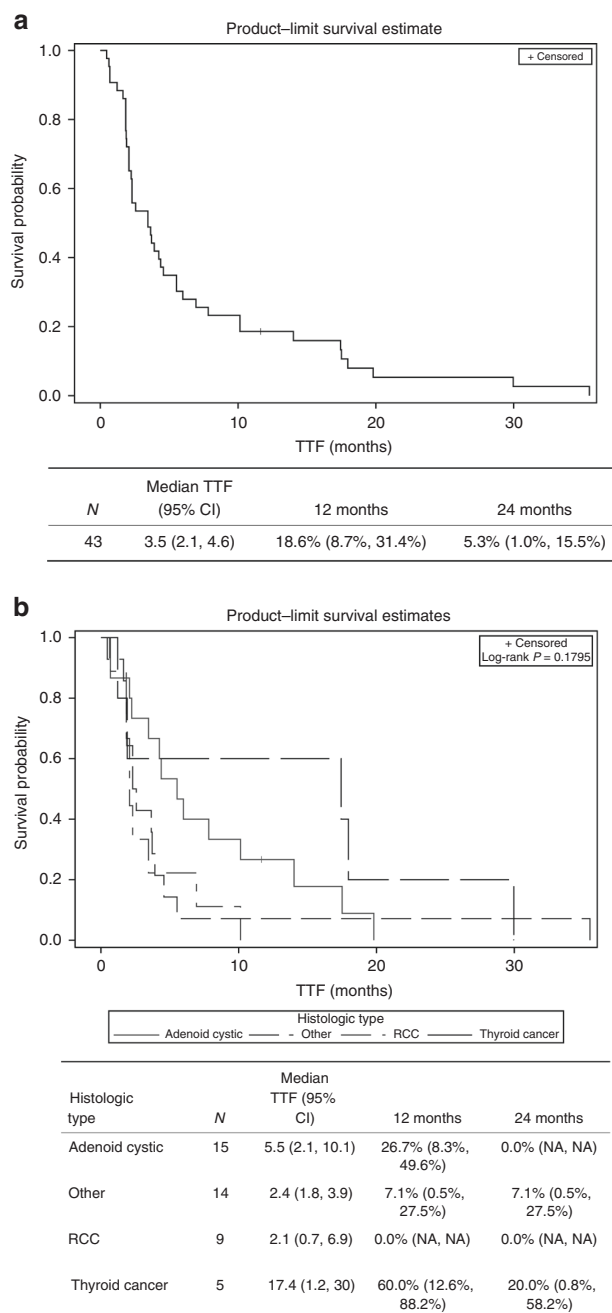 a
Product–limit survival estimate
+ Censored
1.0
0.8
0.6
0.4
0.2
0.0
Survival probability
0
10
20
30
TTF (months)
Median TTF
N (95% CI) 12 months 24 months
43 3.5 (2.1, 4.6) 18.6% (8.7%, 31.4%) 5.3% (1.0%, 15.5%)
b
Product–limit survival estimates
+ Censored
Log-rank P = 0.1795
1.0
0.8
0.6
0.4
0.2
0.0
Survival probability
0
10
20
30
TTF (months)
Histologic type
Adenoid cystic Other RCC Thyroid cancer
Median
Histologic TTF (95%
type N CI) 12 months 24 months
Adenoid cystic 15 5.5 (2.1, 10.1) 26.7% (8.3%, 0.0% (NA, NA)
49.6%)
Other 14 2.4 (1.8, 3.9) 7.1% (0.5%, 7.1% (0.5%,
27.5%) 27.5%)
RCC 9 2.1 (0.7, 6.9) 0.0% (NA, NA) 0.0% (NA, NA)
Thyroid cancer 5 17.4 (1.2, 30) 60.0% (12.6%, 20.0% (0.8%,
88.2%) 58.2%)